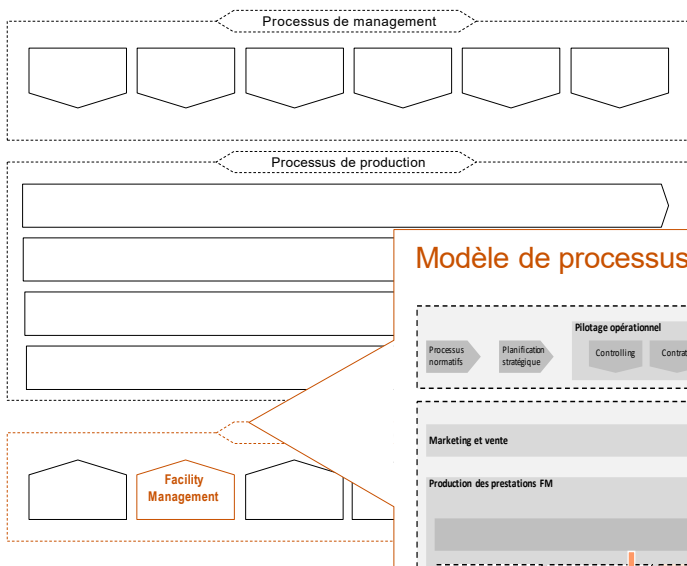 Processus de management
Processus de production
Modèle de processus
Pilotage opérationnel
Processus
normatifs
Planification
stratégique
Controlling
Contrat
Marketing et vente
Production des prestations FM
Facility
Management